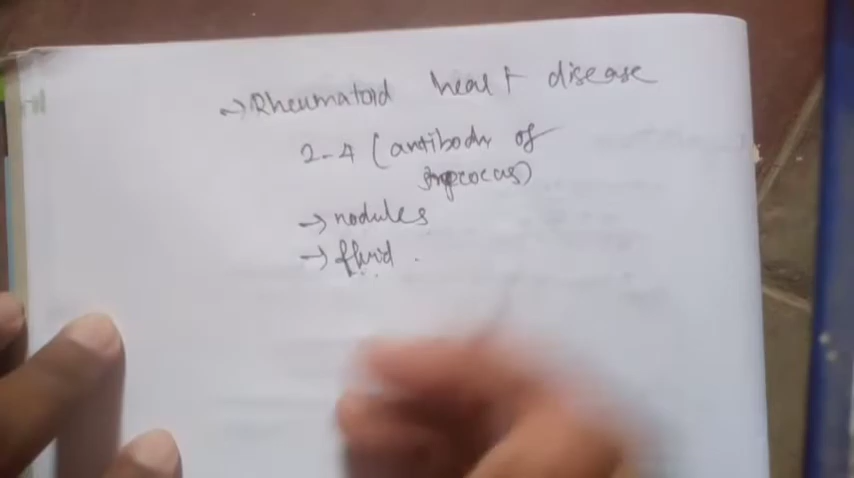 → Rheumatoid heart disease
2-4 (antibody of
→ nodules
→ fluid.